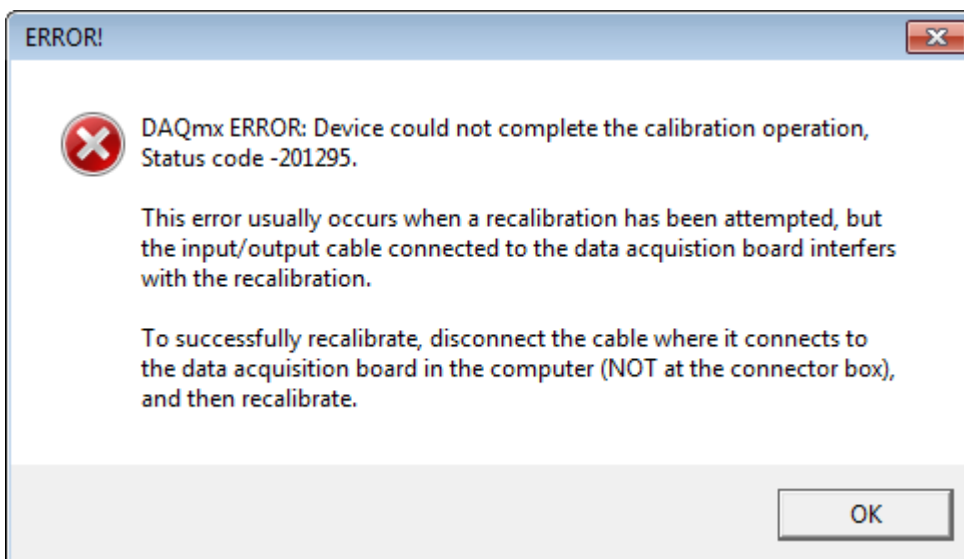 ERROR!
DAQmx ERROR: Device could not complete the calibration operation,
Status code -201295.
This error usually occurs when a recalibration has been attempted, but
the input/output cable connected to the data acquistion board interfers
with the recalibration.
To successfully recalibrate, disconnect the cable where it connects to
the data acquisition board in the computer (NOT at the connector box),
and then recalibrate.
OK